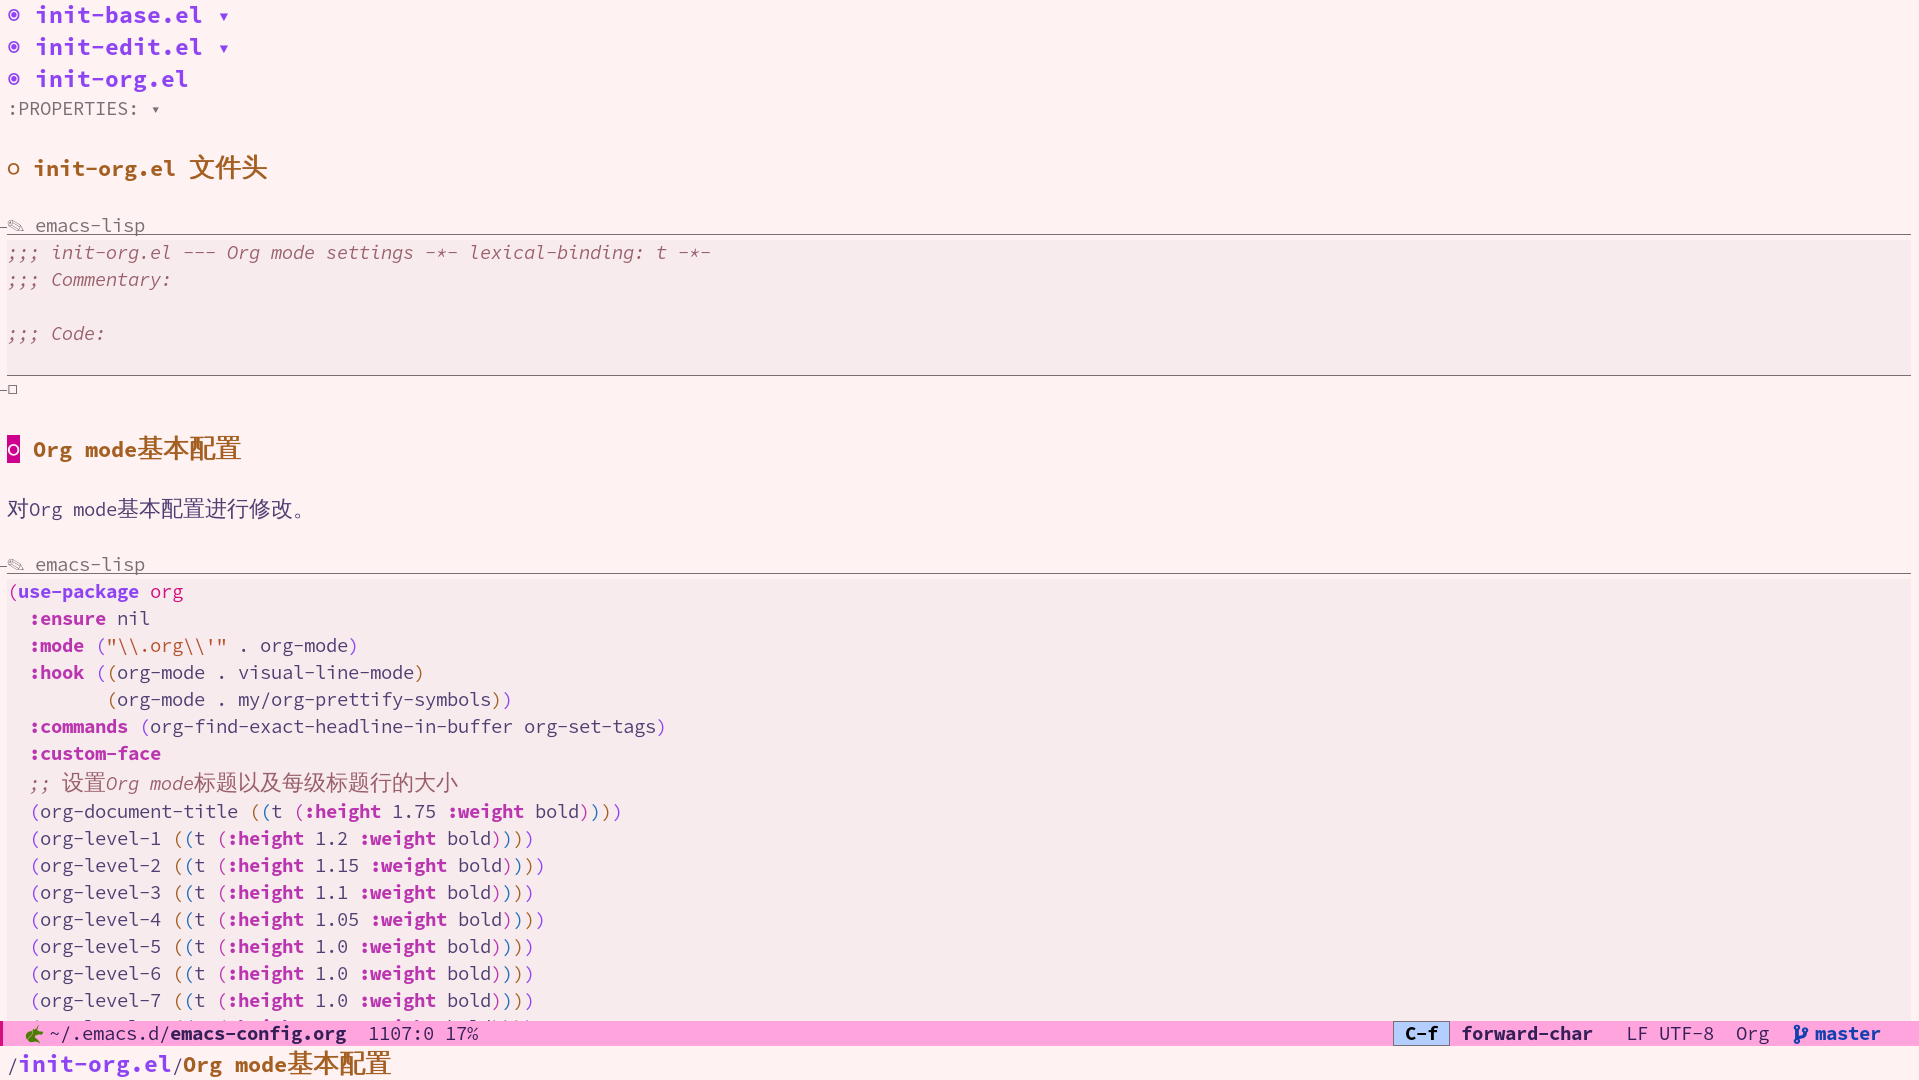 ◉ init-base.el ▾
◉ init-edit.el ▾
◉ init-org.el
:PROPERTIES: ▾
○ init-org.el 文件头
✎ emacs-lisp
;;; init-org.el --- Org mode settings -*- lexical-binding: t -*-
;;; Commentary:
;;; Code:
□
○ Org mode基本配置
对Org mode基本配置进行修改。
✎ emacs-lisp
(use-package org
  :ensure nil
  :mode ("\\.org\\'" . org-mode)
  :hook ((org-mode . visual-line-mode)
         (org-mode . my/org-prettify-symbols))
  :commands (org-find-exact-headline-in-buffer org-set-tags)
  :custom-face
  ;; 设置Org mode标题以及每级标题行的大小
  (org-document-title ((t (:height 1.75 :weight bold))))
  (org-level-1 ((t (:height 1.2 :weight bold))))
  (org-level-2 ((t (:height 1.15 :weight bold))))
  (org-level-3 ((t (:height 1.1 :weight bold))))
  (org-level-4 ((t (:height 1.05 :weight bold))))
  (org-level-5 ((t (:height 1.0 :weight bold))))
  (org-level-6 ((t (:height 1.0 :weight bold))))
  (org-level-7 ((t (:height 1.0 :weight bold))))
~/.emacs.d/emacs-config.org 1107:0 17% C-f forward-char LF UTF-8 Org master
/init-org.el/Org mode基本配置